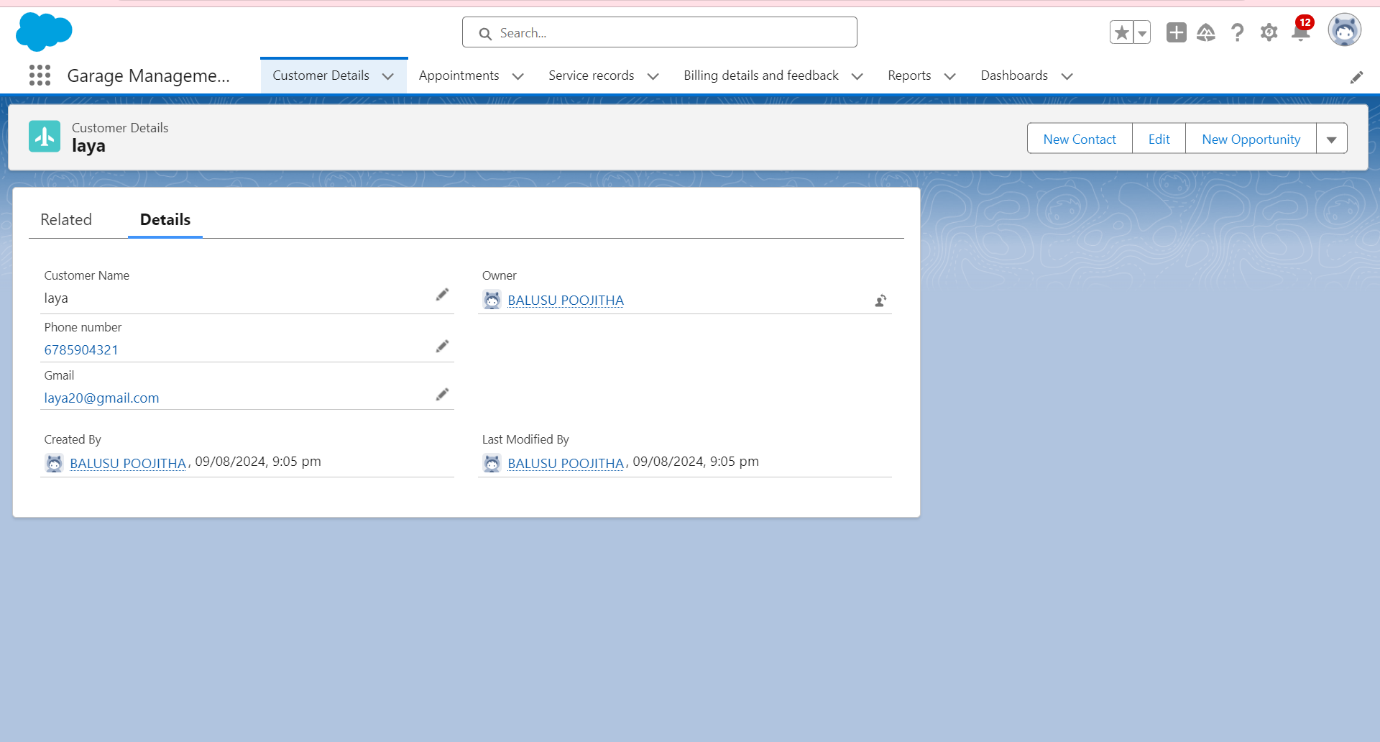 Search...
12
Garage Manageme... Customer Details Appointments Service records Billing details and feedback Reports Dashboards
Customer Details
laya
New Contact Edit New Opportunity
Related Details
Customer Name Owner
laya BALUSU POOJITHA
Phone number
6785904321
Gmail
laya20@gmail.com
Created By Last Modified By
BALUSU POOJITHA, 09/08/2024, 9:05 pm BALUSU POOJITHA, 09/08/2024, 9:05 pm